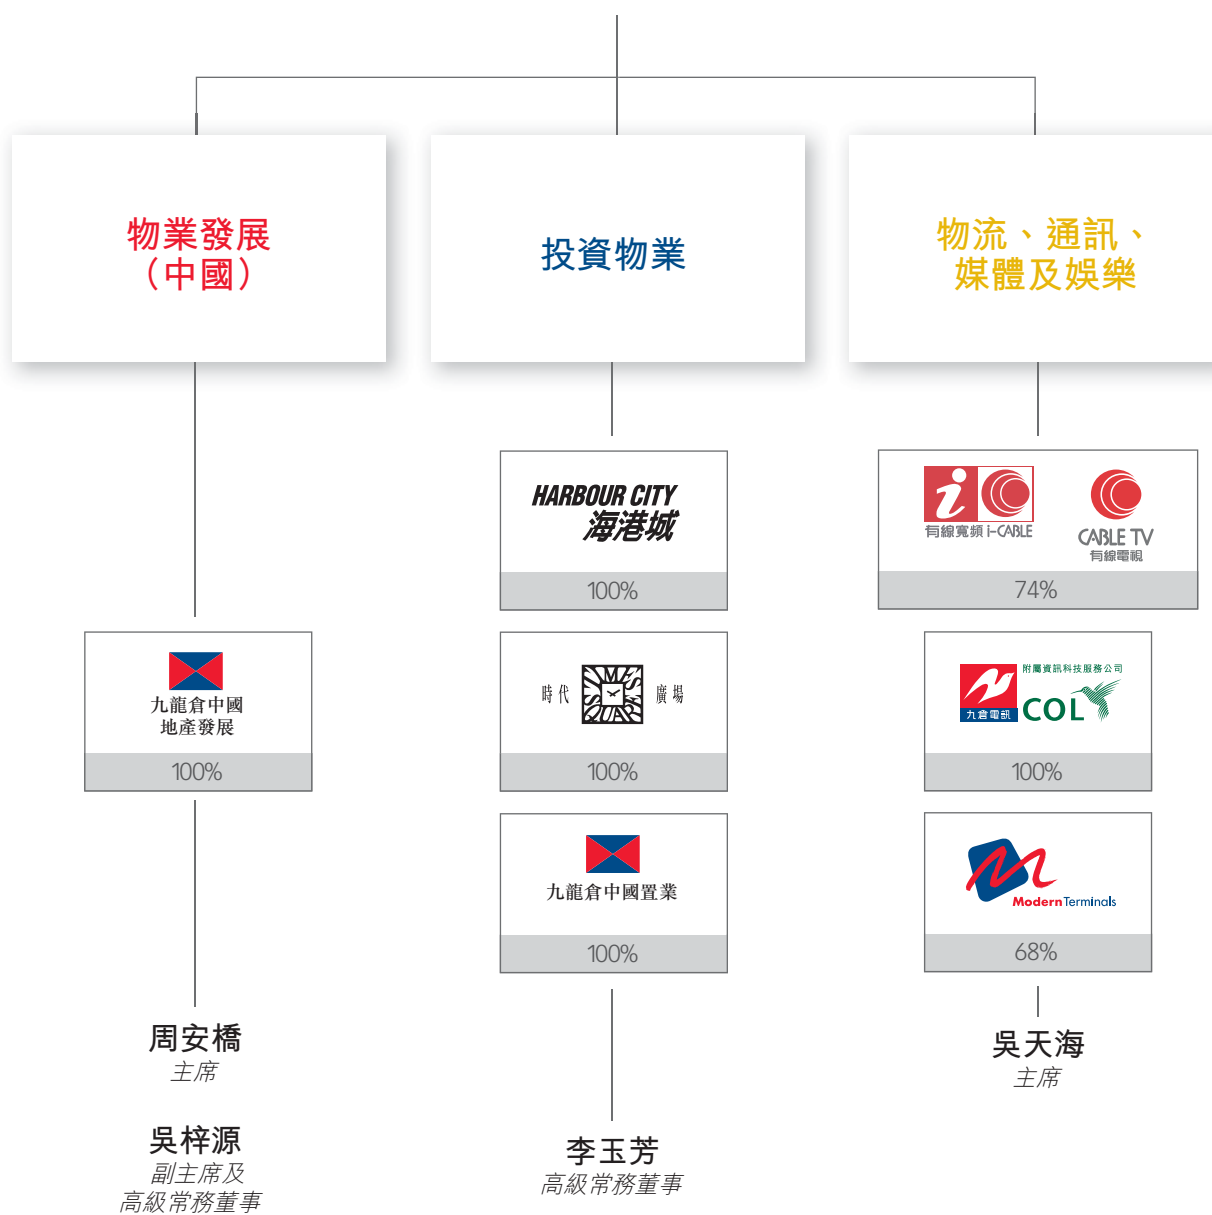 物業發展
（中國）
九龍倉中國
地產發展
100%
周安橋
主席
吳梓源
副主席及
高級常務董事
投資物業
HARBOUR CITY
海港城
100%
時代 TIMES SQUARE 廣場
100%
九龍倉中國置業
100%
李玉芳
高級常務董事
物流、通訊、
媒體及娛樂
有線寬頻 i-CABLE
CABLE TV
有線電視
74%
九倉電訊
附屬資訊科技服務公司
COL
100%
Modern Terminals
68%
吳天海
主席